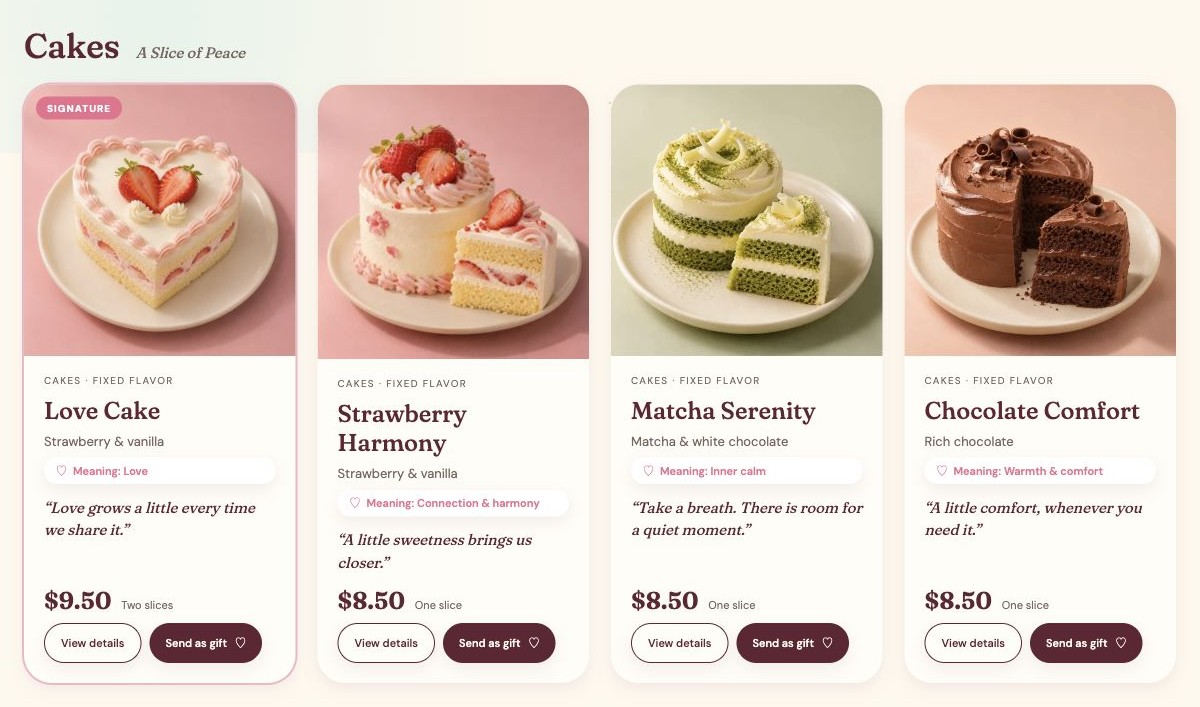 Cakes A Slice of Peace
SIGNATURE
CAKES · FIXED FLAVOR
Love Cake
Strawberry & vanilla
♡ Meaning: Love
“Love grows a little every time
we share it.”
$9.50 Two slices
View details Send as gift ♡
CAKES · FIXED FLAVOR
Strawberry
Harmony
Strawberry & vanilla
♡ Meaning: Connection & harmony
“A little sweetness brings us
closer.”
$8.50 One slice
View details Send as gift ♡
CAKES · FIXED FLAVOR
Matcha Serenity
Matcha & white chocolate
♡ Meaning: Inner calm
“Take a breath. There is room for
a quiet moment.”
$8.50 One slice
View details Send as gift ♡
CAKES · FIXED FLAVOR
Chocolate Comfort
Rich chocolate
♡ Meaning: Warmth & comfort
“A little comfort, whenever you
need it.”
$8.50 One slice
View details Send as gift ♡